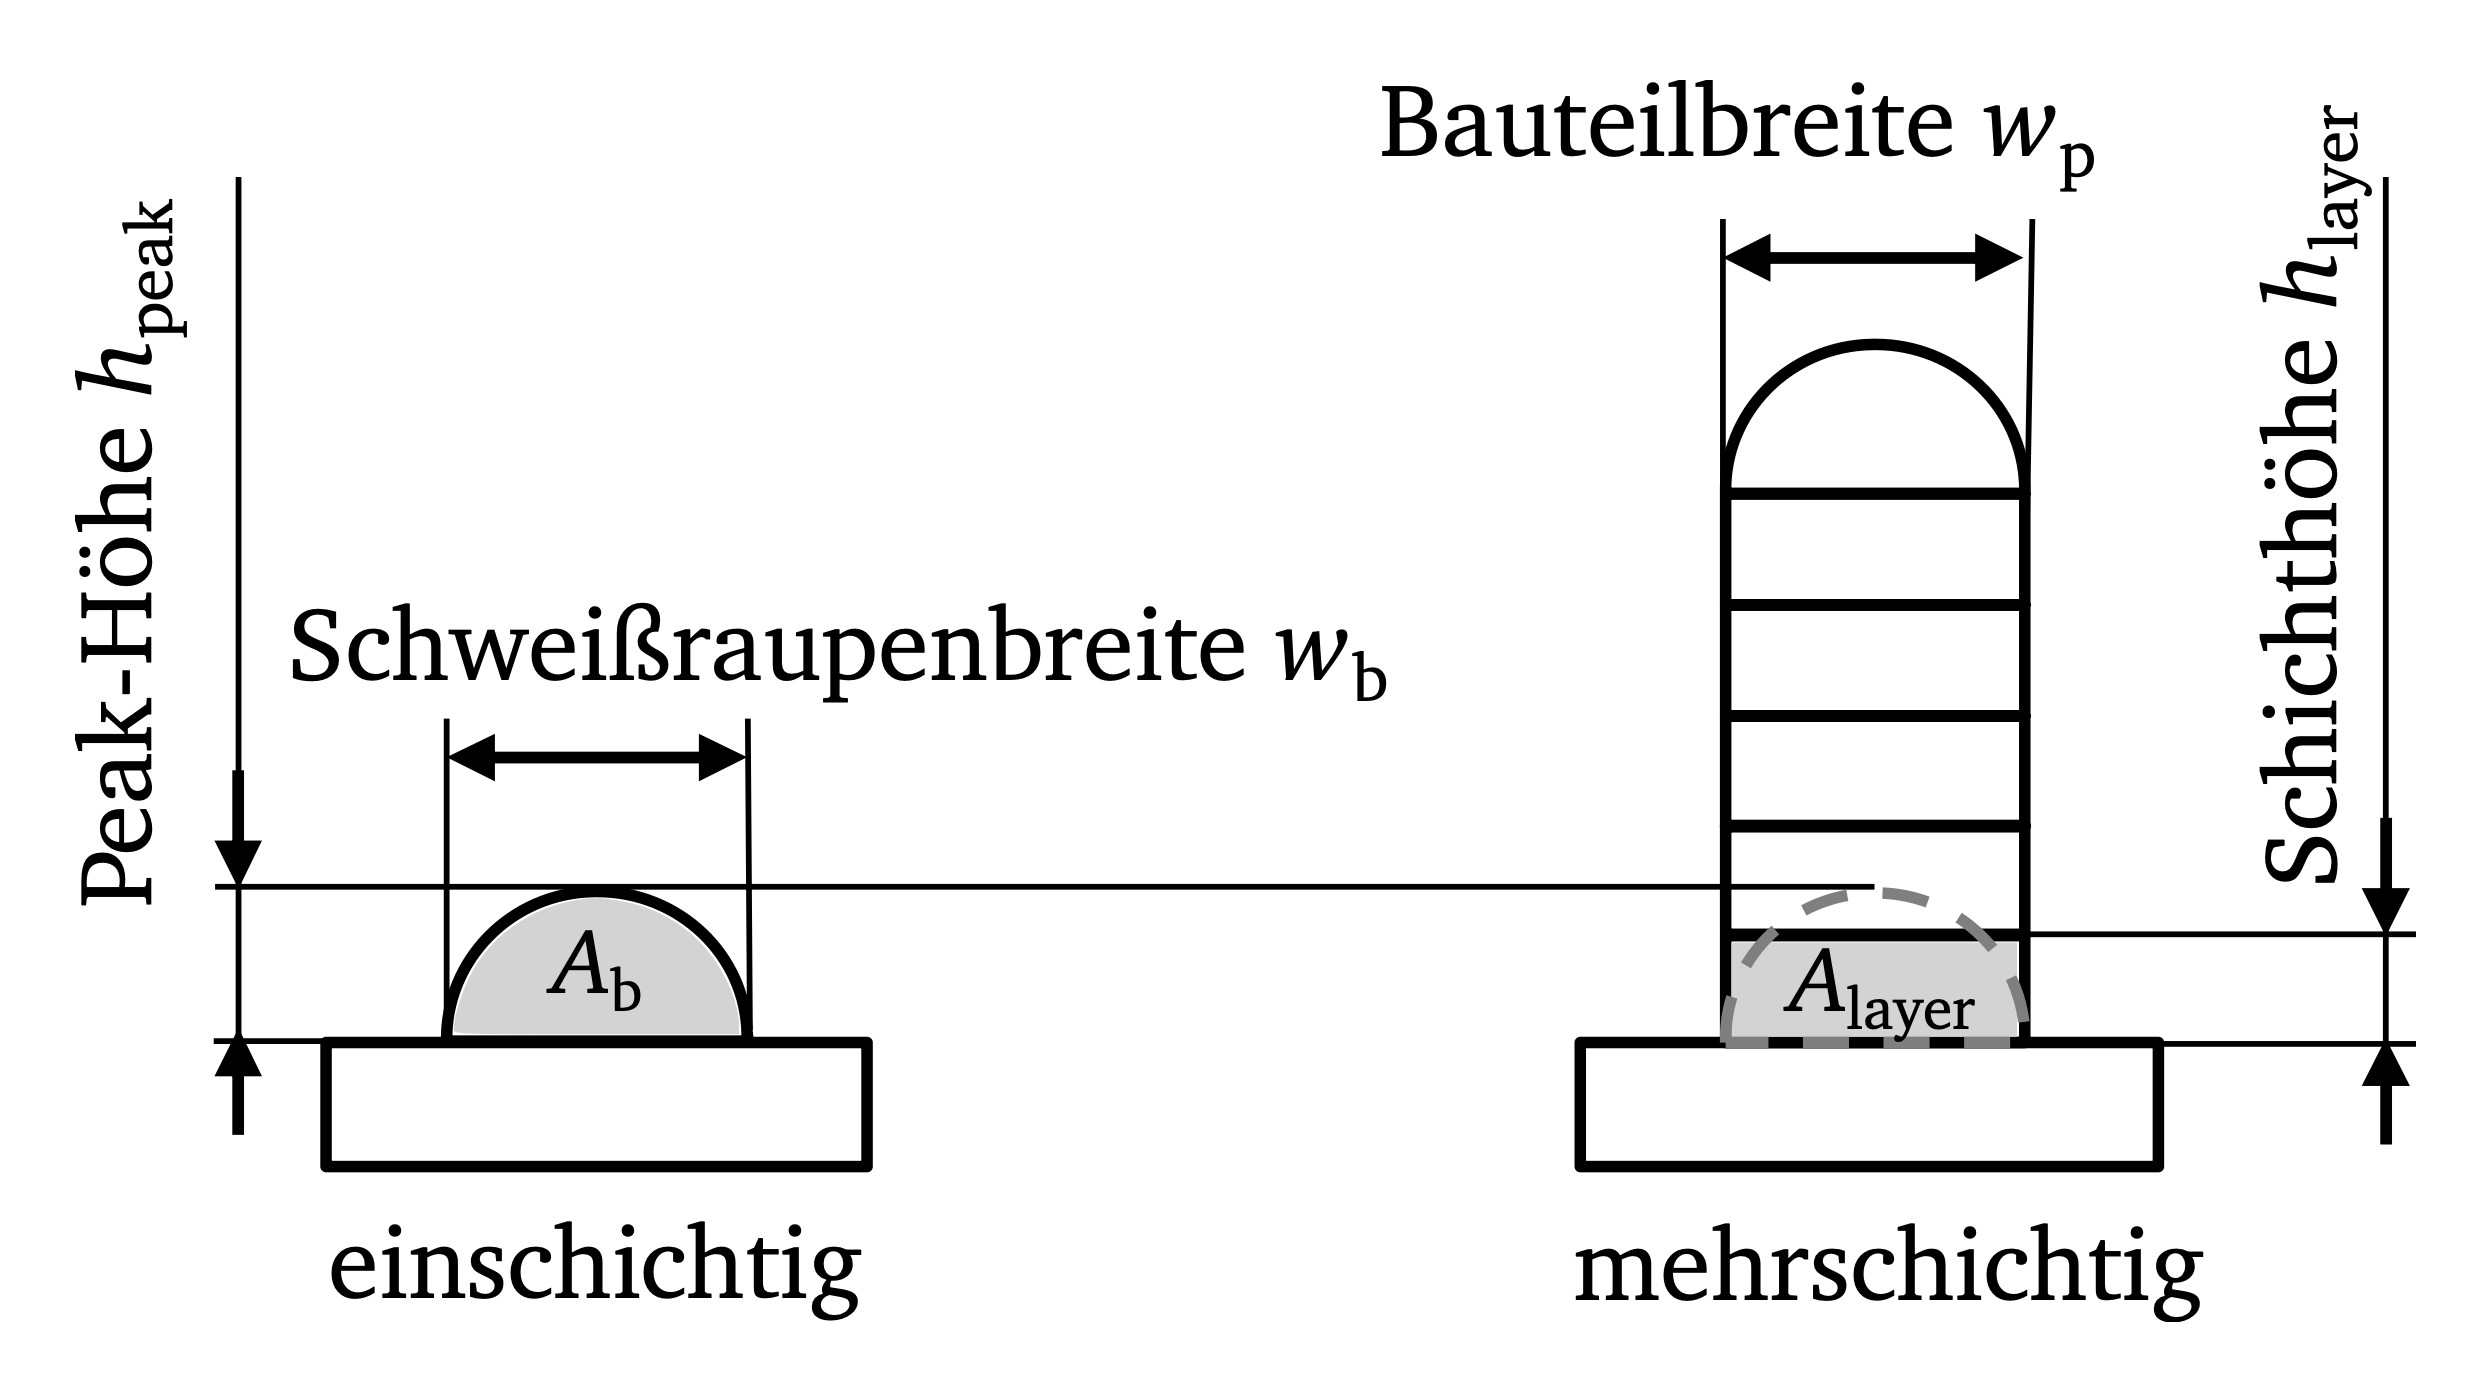 Peak-Höhe hpeak
Schweißraupenbreite wb
Ab
einschichtig
Bauteilbreite wp
Schichthöhe hlayer
Alayer
mehrschichtig